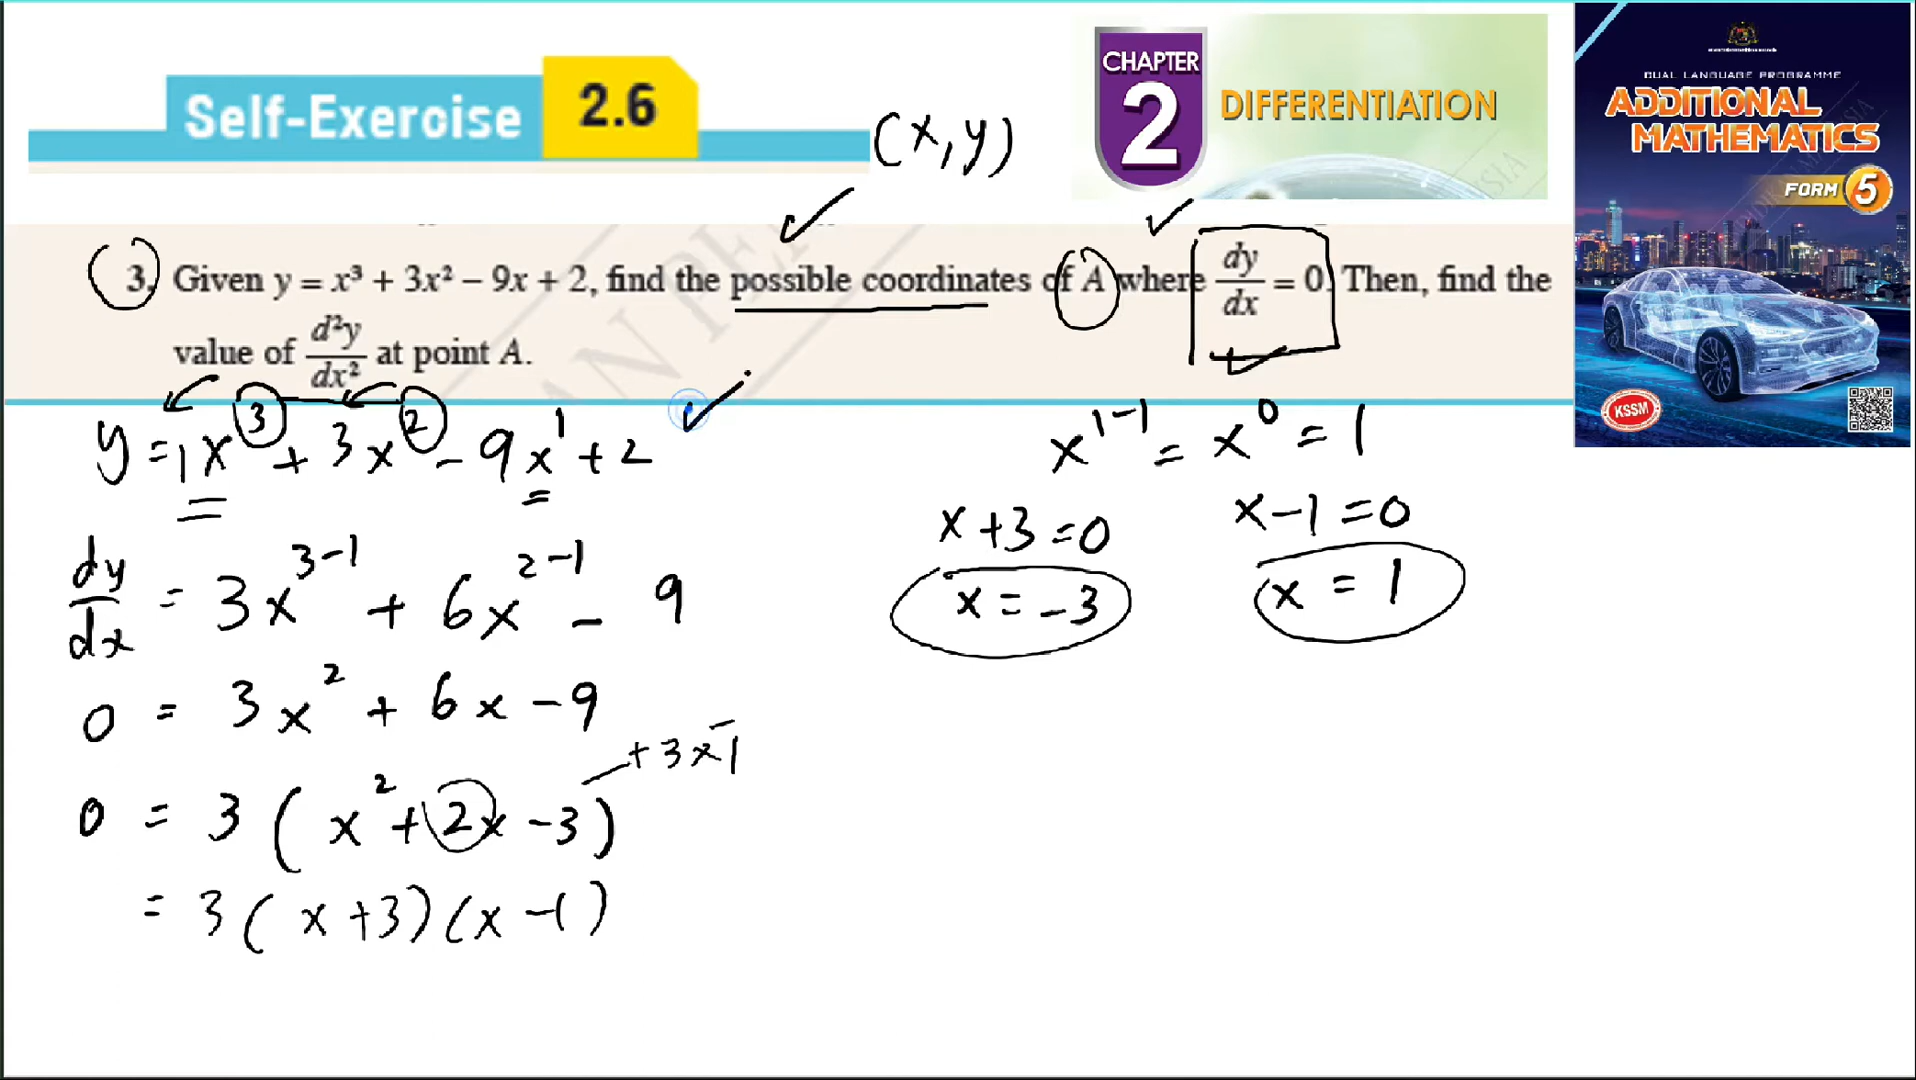 Self-Exercise 2.6
(x, y)
CHAPTER
2
DIFFERENTIATION
DUAL LANGUAGE PROGRAMME
ADDITIONAL
MATHEMATICS
FORM 5
KSSM
3. Given y = x³ + 3x² − 9x + 2, find the possible coordinates of A where dy/dx = 0. Then, find the
value of d²y/dx² at point A.
y = 1x³ + 3x² - 9x¹ + 2
dy/dx = 3x³⁻¹ + 6x²⁻¹ - 9
0 = 3x² + 6x - 9
+3 x -1
0 = 3(x² + 2x - 3)
= 3(x+3)(x-1)
x¹⁻¹ = x⁰ = 1
x+3=0
x = -3
x-1=0
x = 1